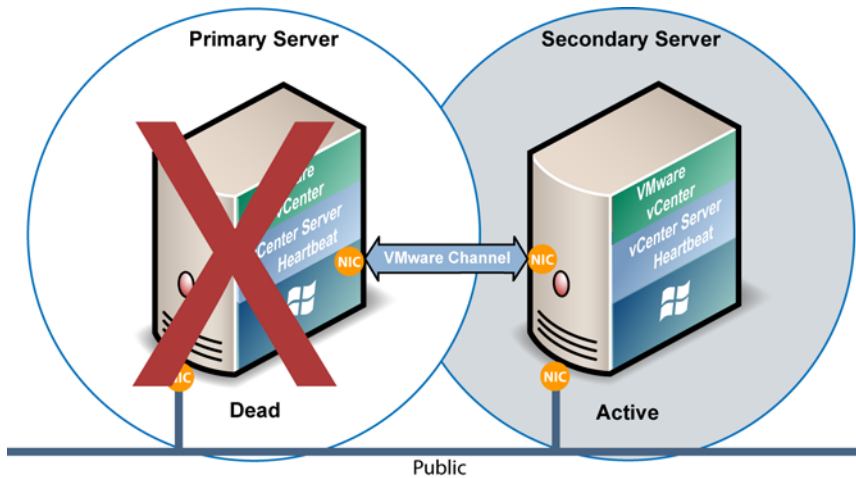 Primary Server
Secondary Server
vCenter
Center Server
Heartbeat
NIC
VMware Channel
NIC
VMware
vCenter
vCenter Server
Heartbeat
NIC
NIC
Dead
Active
Public